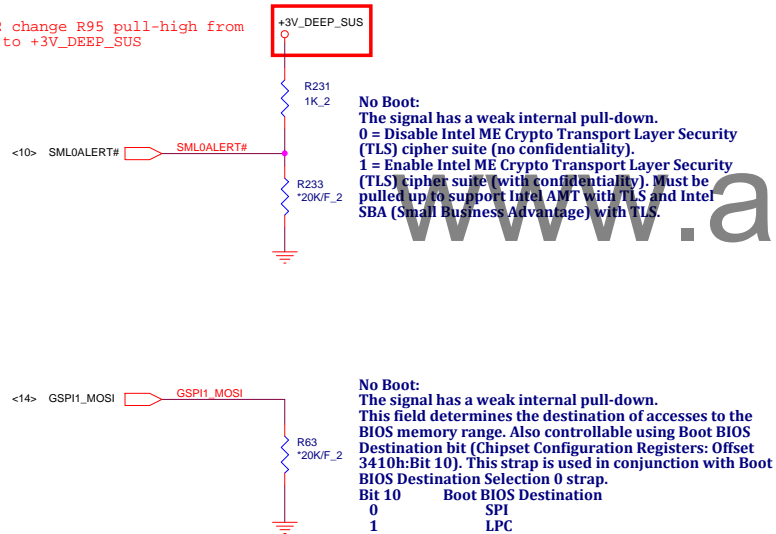 R change R95 pull-high from
to +3V_DEEP_SUS
+3V_DEEP_SUS
R231
1K_2
<10> SML0ALERT#
SML0ALERT#
R233
*20K/F_2
No Boot:
The signal has a weak internal pull-down.
0 = Disable Intel ME Crypto Transport Layer Security
(TLS) cipher suite (no confidentiality).
1 = Enable Intel ME Crypto Transport Layer Security
(TLS) cipher suite (with confidentiality). Must be
pulled up to support Intel AMT with TLS and Intel
SBA (Small Business Advantage) with TLS.
www.a
<14> GSPI1_MOSI
GSPI1_MOSI
R63
*20K/F_2
No Boot:
The signal has a weak internal pull-down.
This field determines the destination of accesses to the
BIOS memory range. Also controllable using Boot BIOS
Destination bit (Chipset Configuration Registers: Offset
3410h:Bit 10). This strap is used in conjunction with Boot
BIOS Destination Selection 0 strap.
Bit 10 Boot BIOS Destination
0 SPI
1 LPC